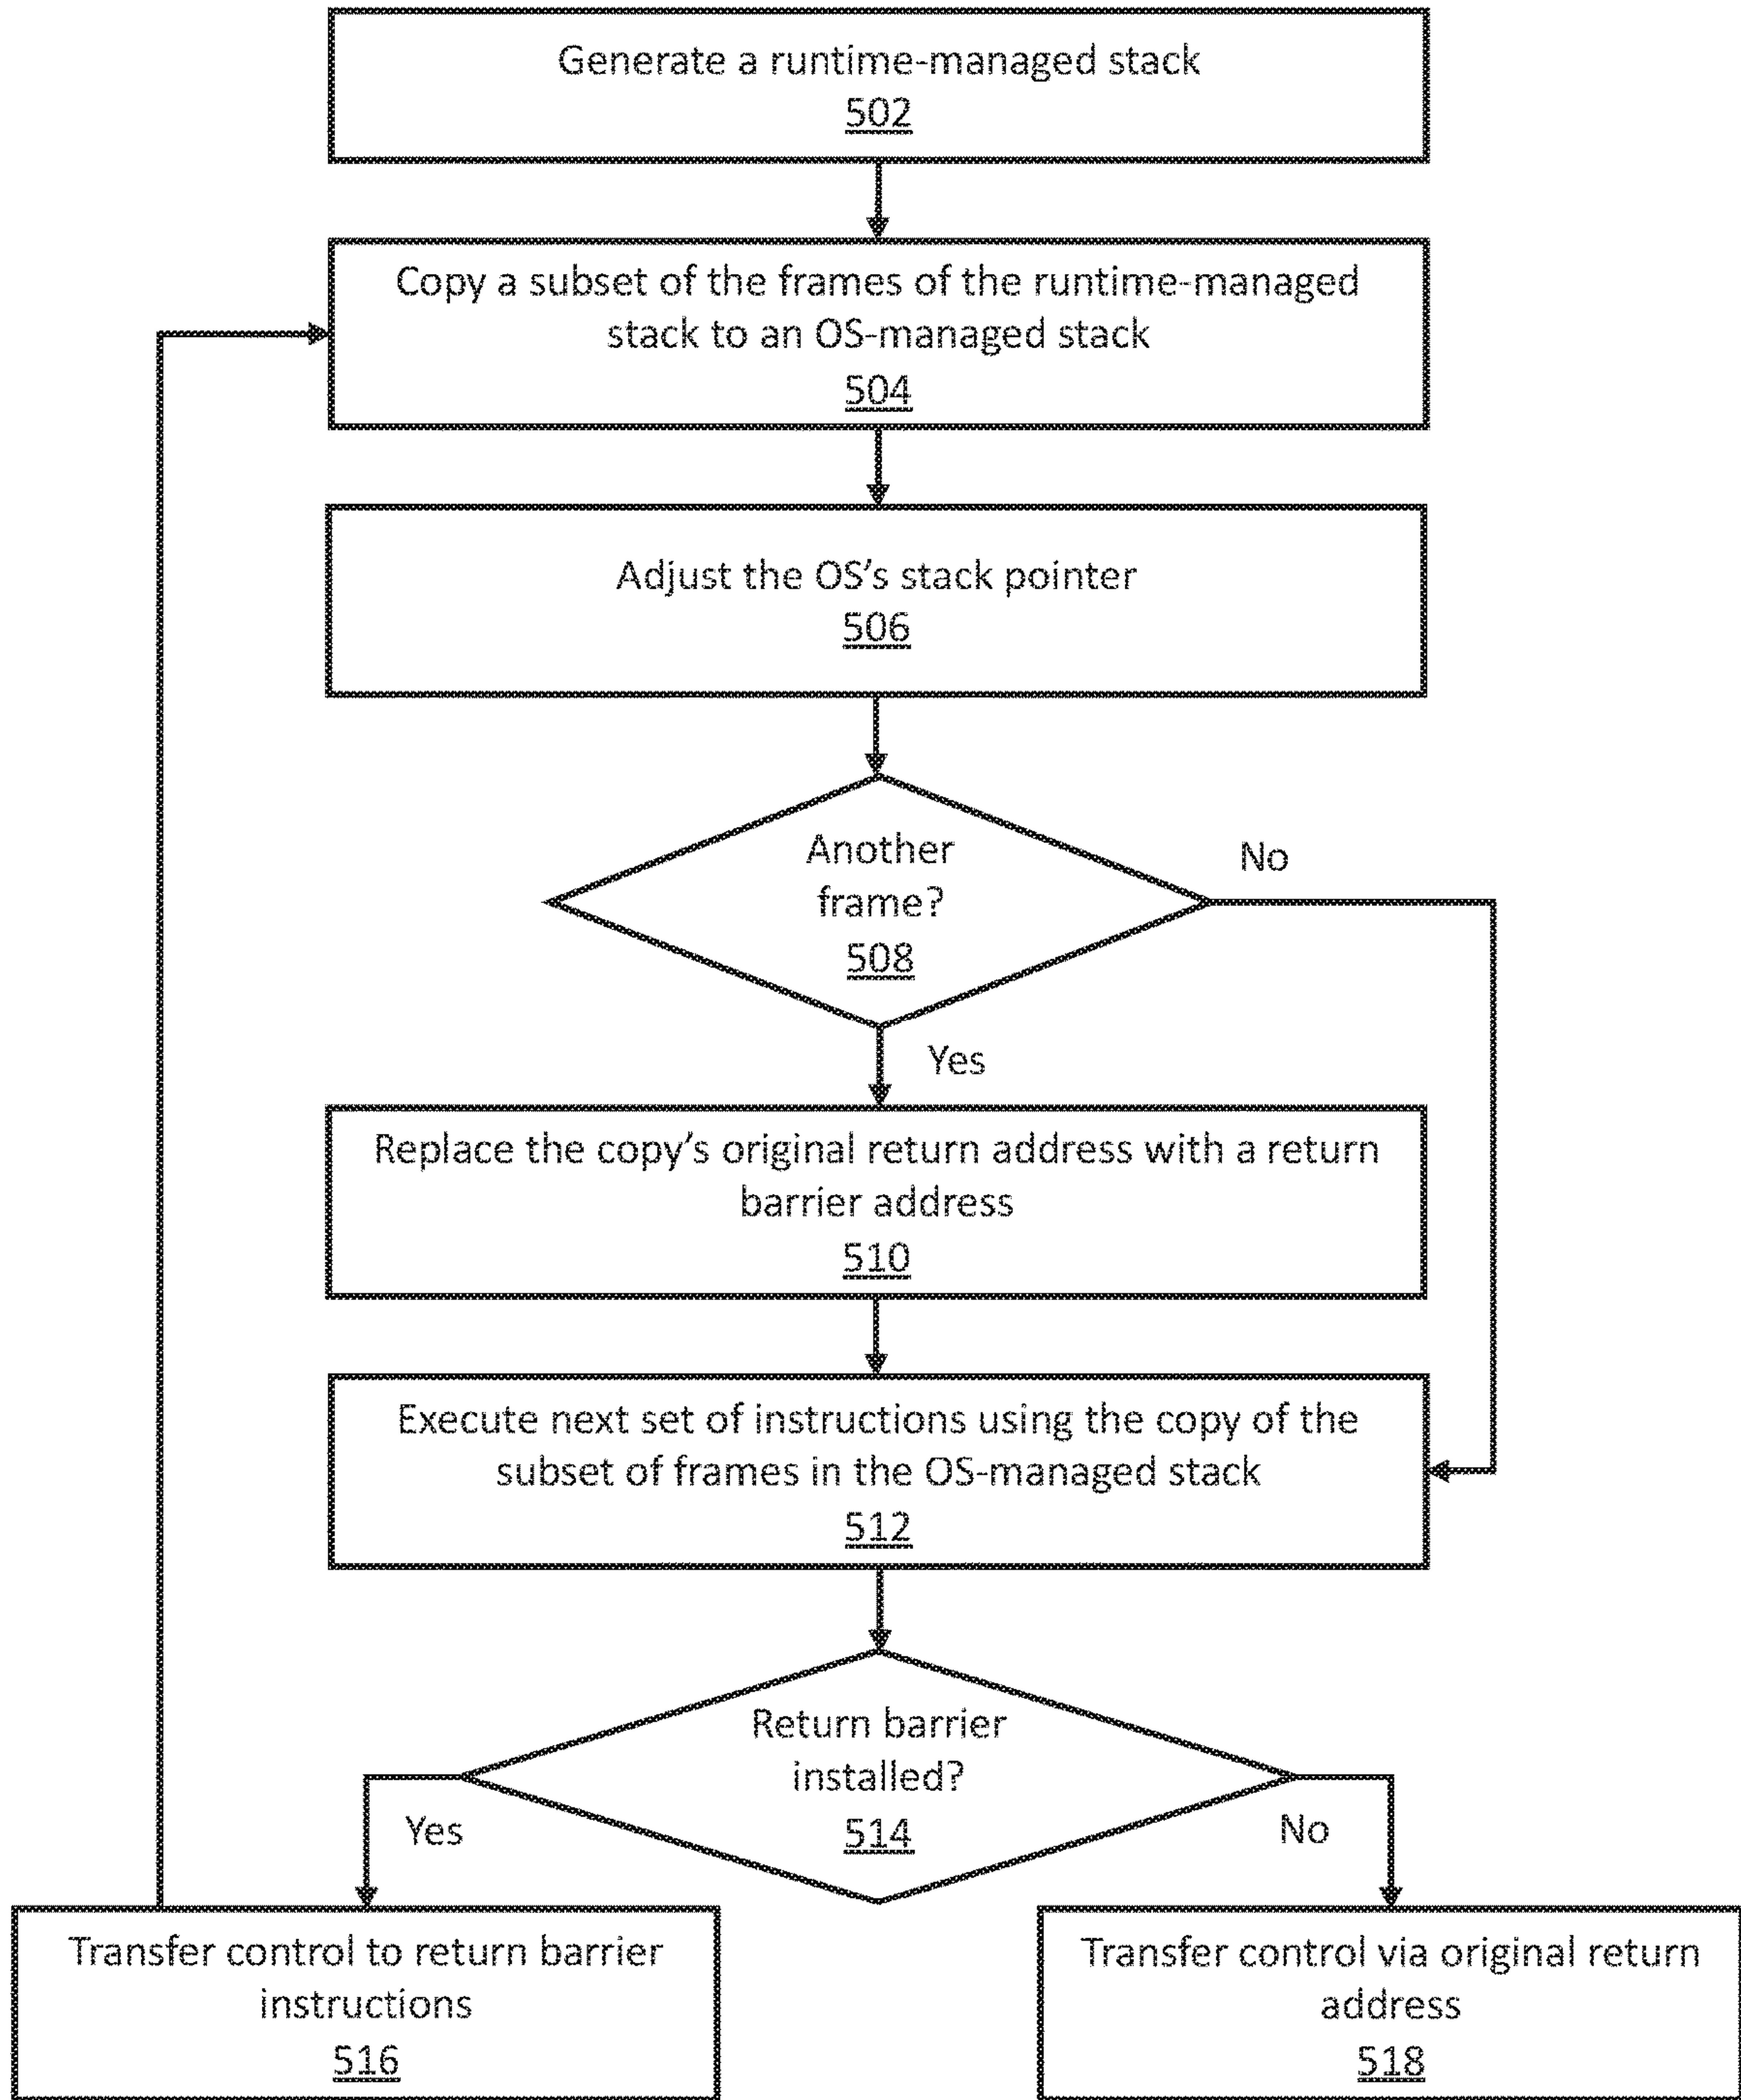 Generate a runtime-managed stack
502
Copy a subset of the frames of the runtime-managed
stack to an OS-managed stack
504
Adjust the OS's stack pointer
506
Another
frame?
508
No
Yes
Replace the copy's original return address with a return
barrier address
510
Execute next set of instructions using the copy of the
subset of frames in the OS-managed stack
512
Return barrier
installed?
514
Yes
No
Transfer control to return barrier
instructions
516
Transfer control via original return
address
518